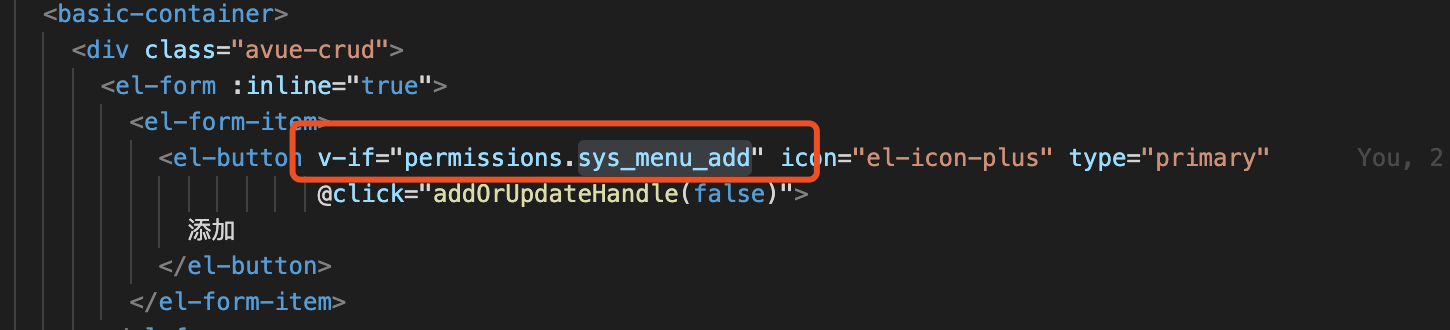 <basic-container>
<div class="avue-crud">
<el-form :inline="true">
<el-form-item>
<el-button v-if="permissions.sys_menu_add" icon="el-icon-plus" type="primary" You, 2
@click="addOrUpdateHandle(false)">
添加
</el-button>
</el-form-item>